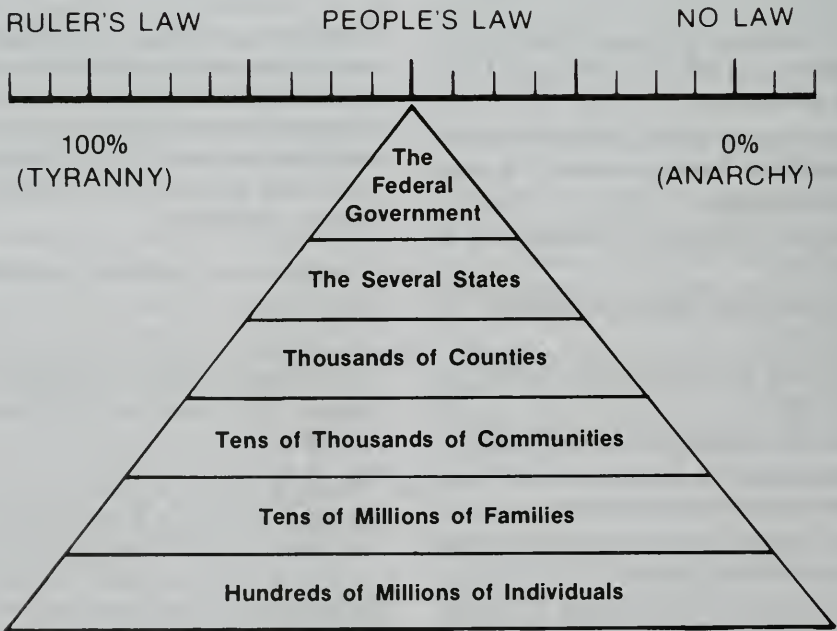 RULER'S LAW
PEOPLE'S LAW
NO LAW
100%
(TYRANNY)
0%
(ANARCHY)
The
Federal
Government
The Several States
Thousands of Counties
Tens of Thousands of Communities
Tens of Millions of Families
Hundreds of Millions of Individuals